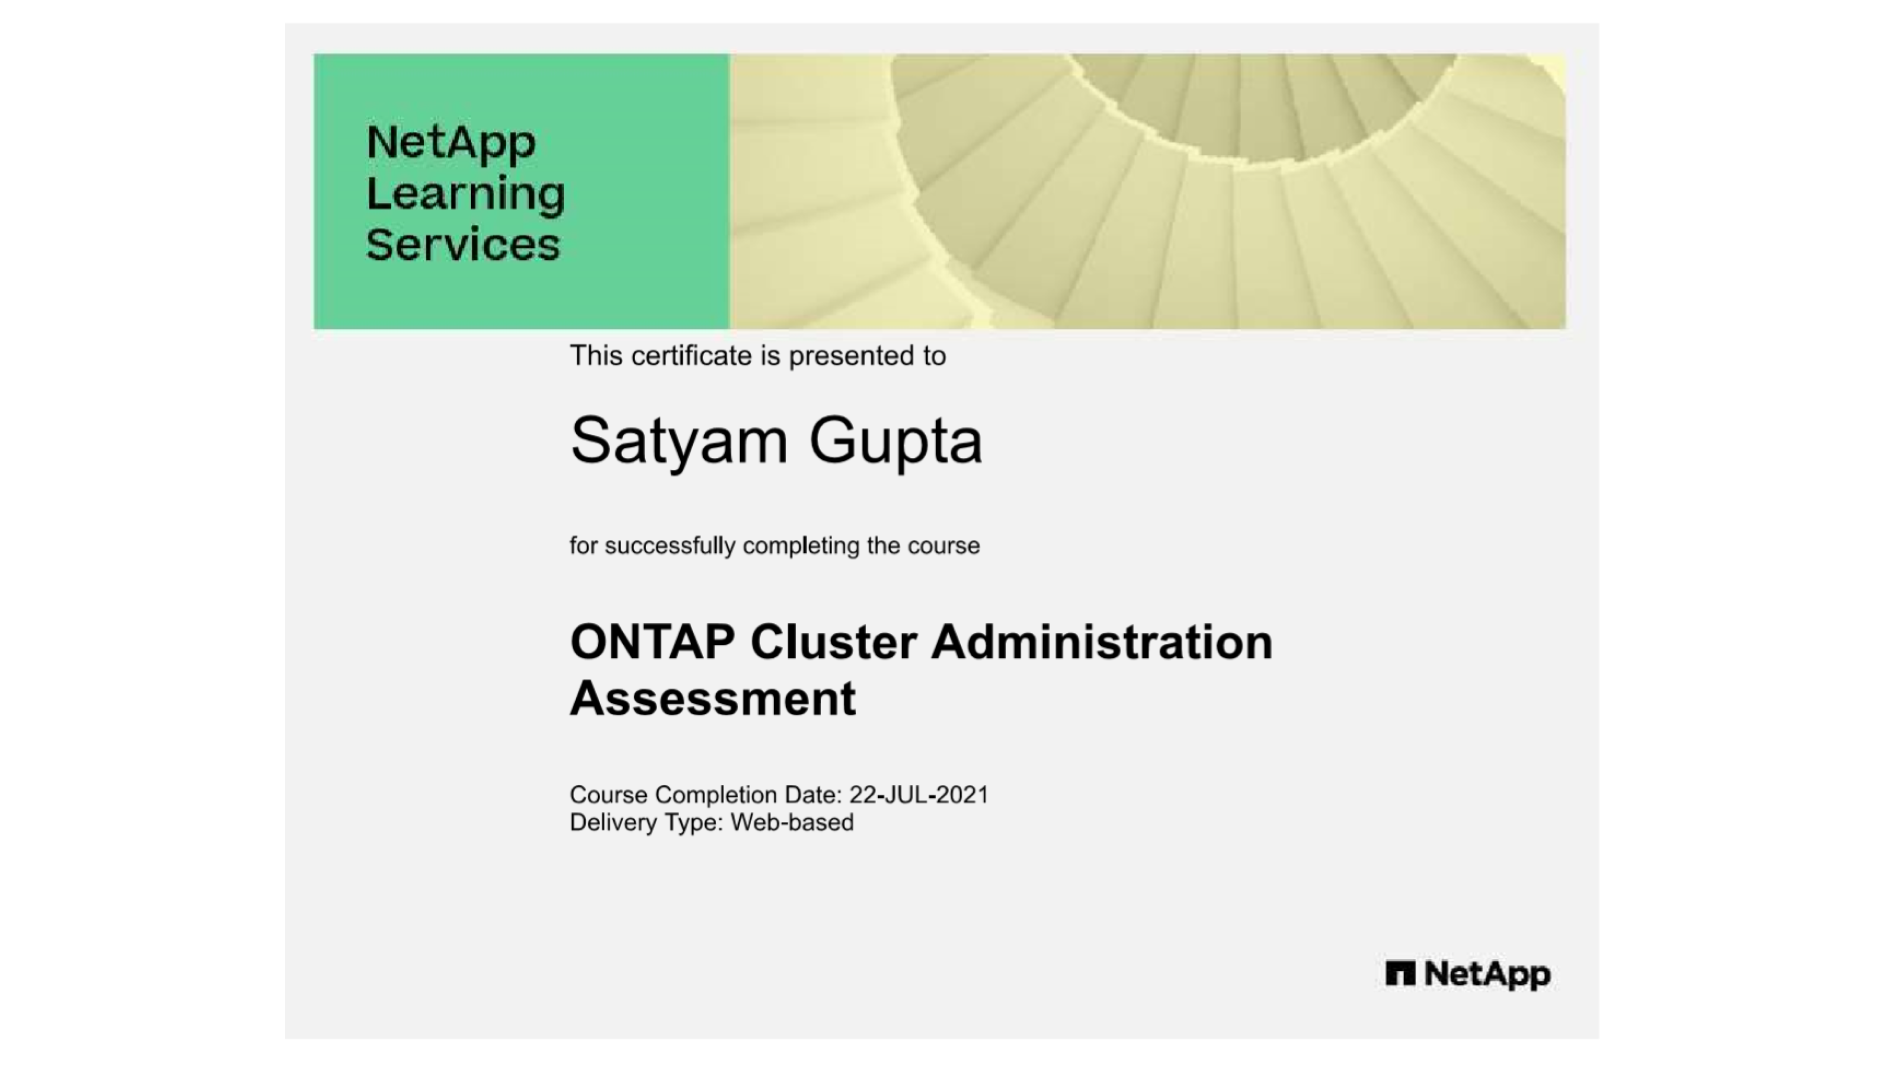 NetApp
Learning
Services
This certificate is presented to
Satyam Gupta
for successfully completing the course
ONTAP Cluster Administration
Assessment
Course Completion Date: 22-JUL-2021
Delivery Type: Web-based
NetApp